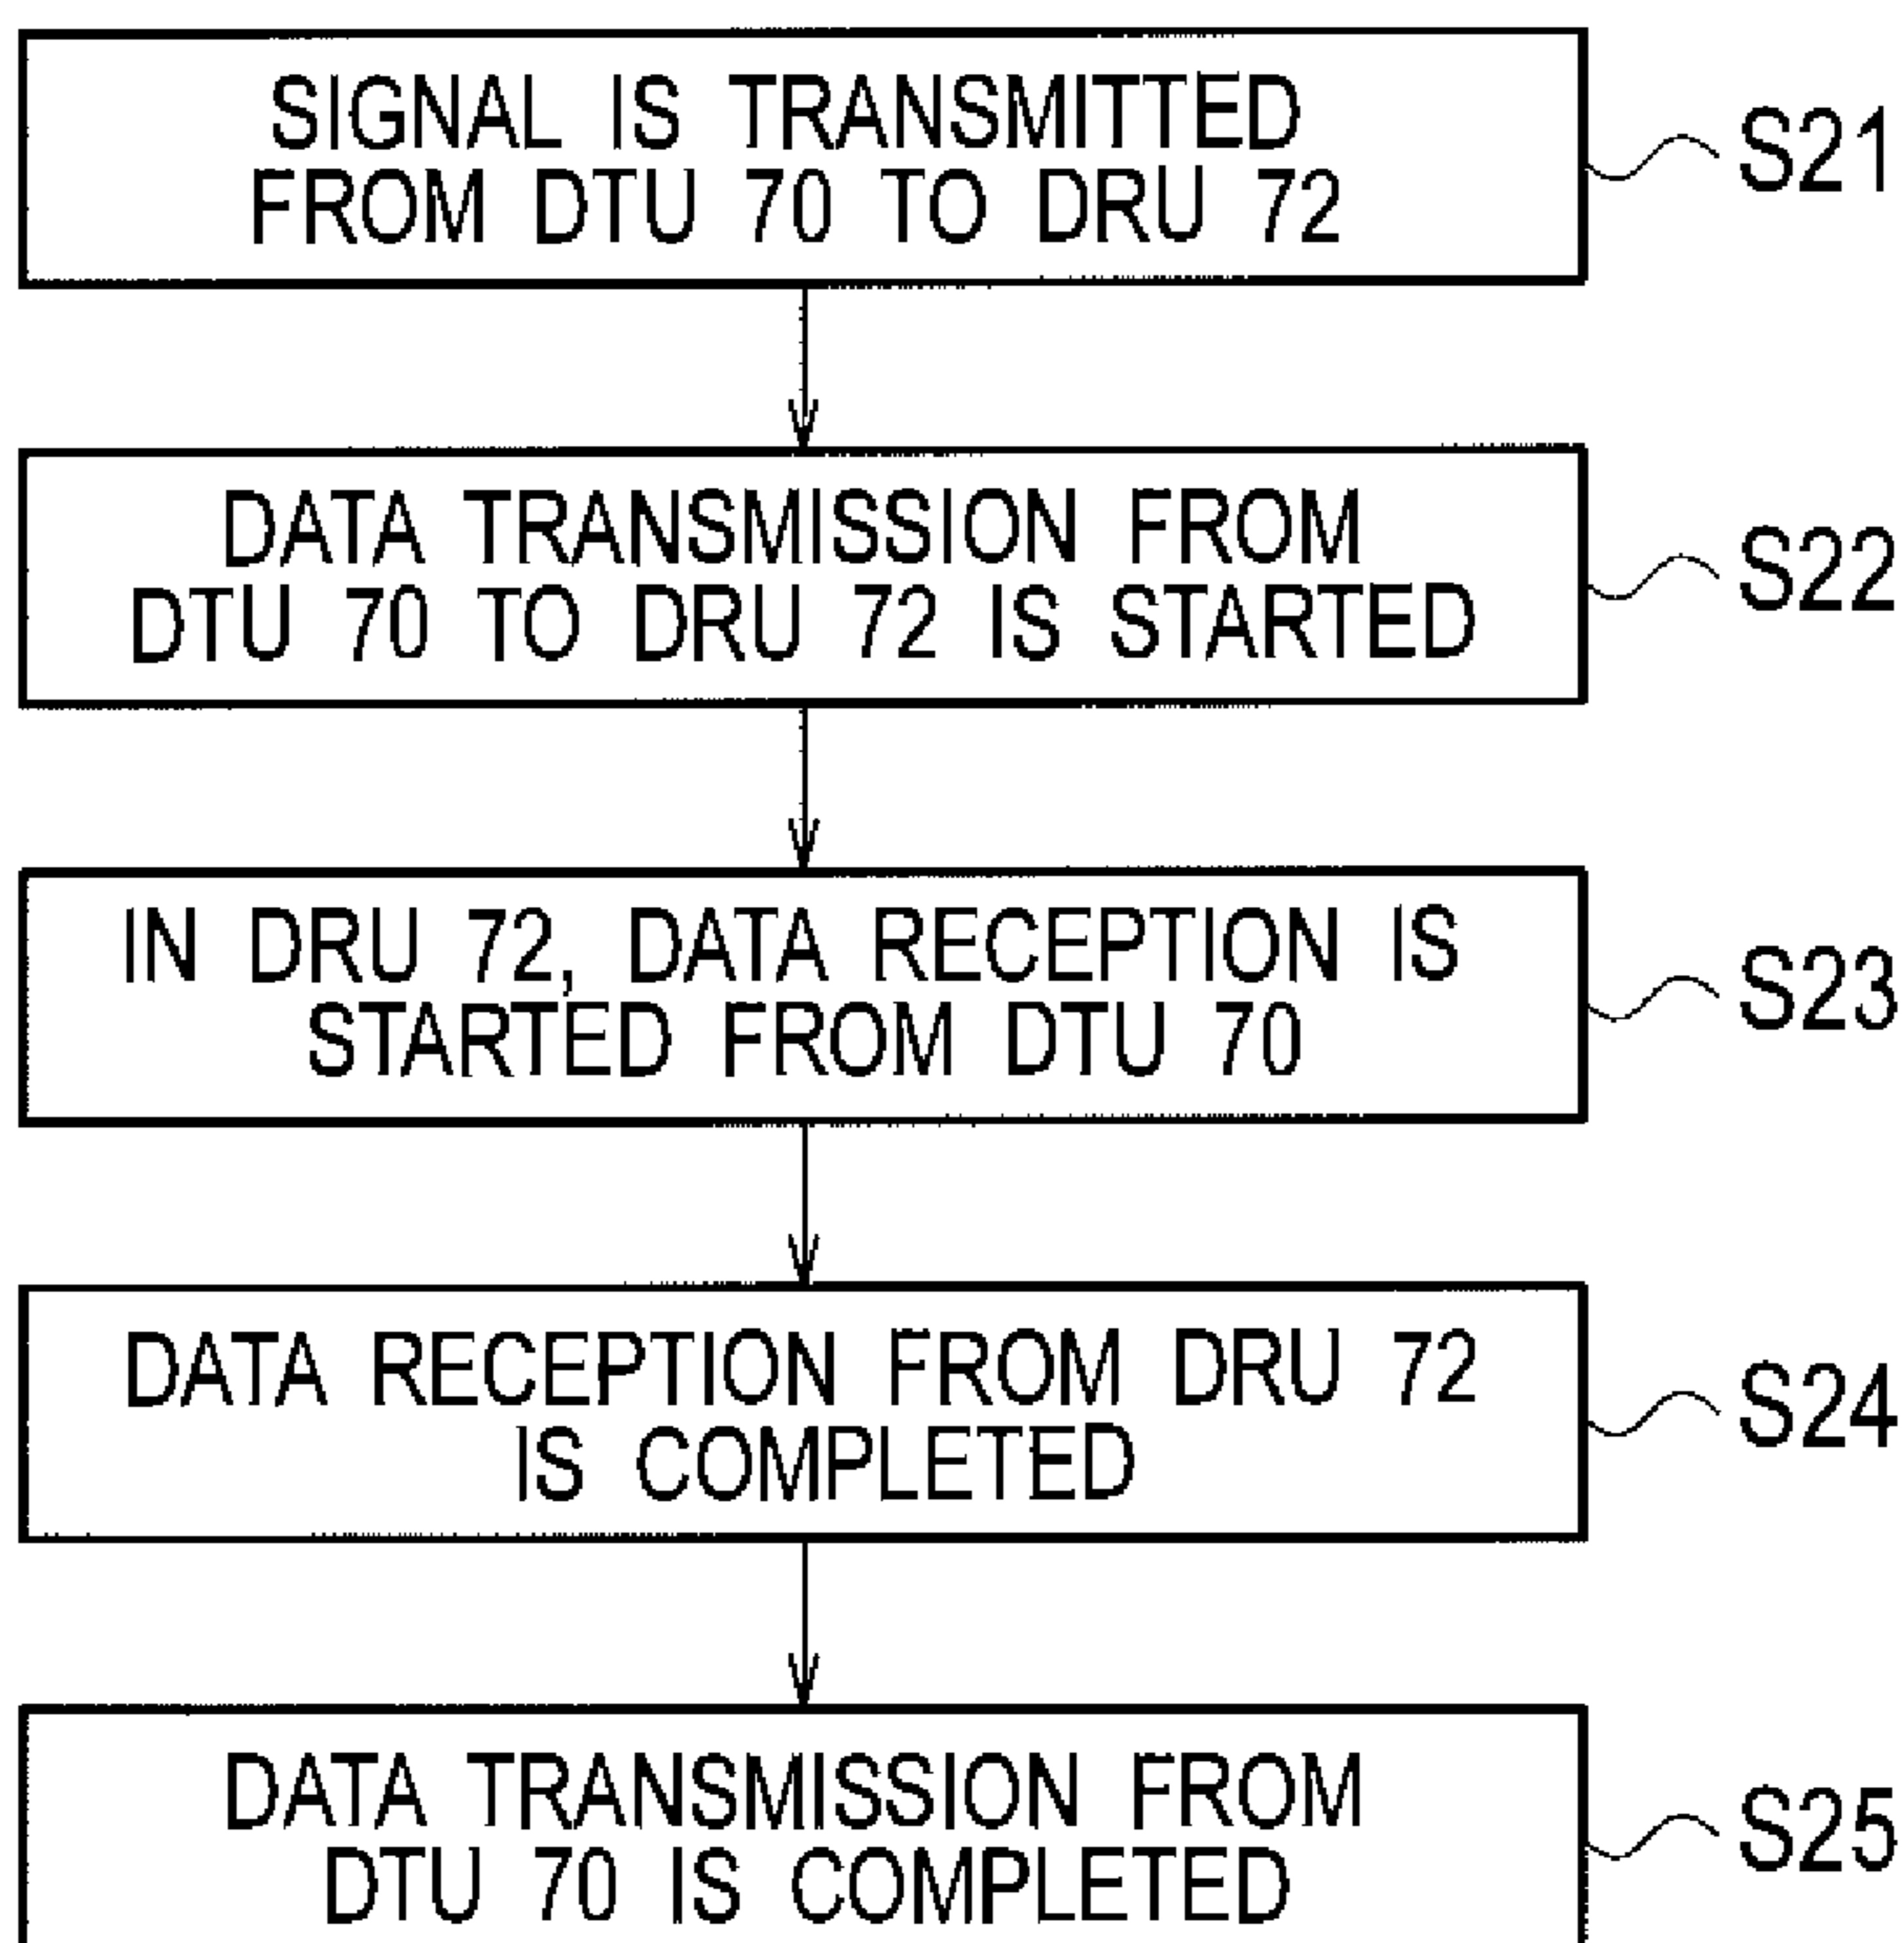 SIGNAL IS TRANSMITTED
FROM DTU 70 TO DRU 72
S21
DATA TRANSMISSION FROM
DTU 70 TO DRU 72 IS STARTED
S22
IN DRU 72, DATA RECEPTION IS
STARTED FROM DTU 70
S23
DATA RECEPTION FROM DRU 72
IS COMPLETED
S24
DATA TRANSMISSION FROM
DTU 70 IS COMPLETED
S25